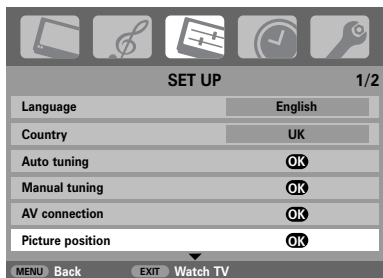 SET UP 1/2
Language English
Country UK
Auto tuning OK
Manual tuning OK
AV connection OK
Picture position OK
MENU Back EXIT Watch TV